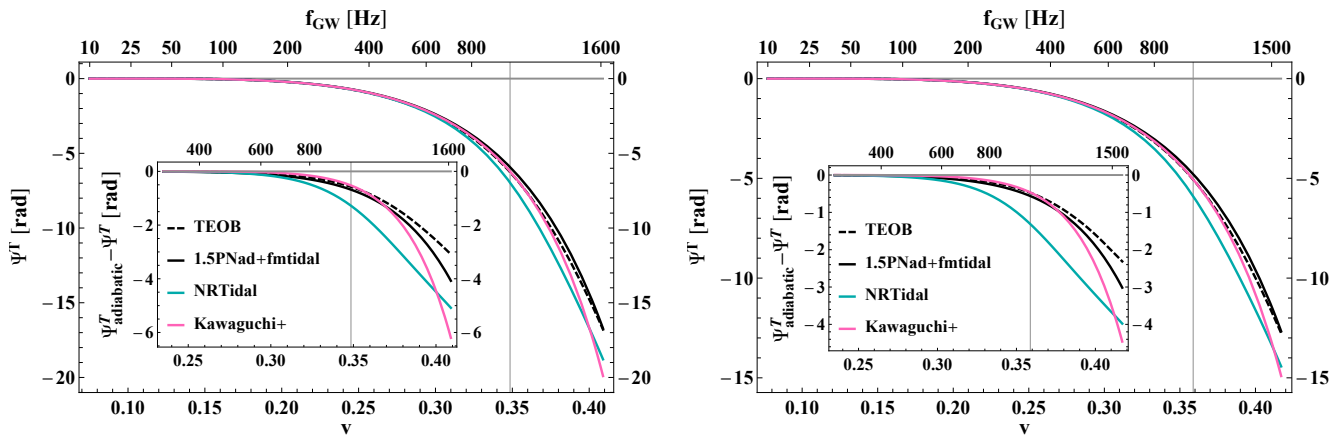 f_GW [Hz]
10 25 50 100 200 400 600 800 1600
0 0
−5 −5
−10 −10
−15 −15
−20 −20
Ψ^T [rad]
400 600 800 1600
0 0
−2 −2
−4 −4
−6 −6
Ψ^T_adiabatic−Ψ^T [rad]
TEOB
1.5PNad+fmtidal
NRTidal
Kawaguchi+
0.25 0.30 0.35 0.40
0.10 0.15 0.20 0.25 0.30 0.35 0.40
v
f_GW [Hz]
10 25 50 100 200 400 800 1500
0 0
−5 −5
−10 −10
−15 −15
Ψ^T [rad]
400 600 800 1500
0 0
−1 −1
−2 −2
−3 −3
−4 −4
Ψ^T_adiabatic−Ψ^T [rad]
TEOB
1.5PNad+fmtidal
NRTidal
Kawaguchi+
0.25 0.30 0.35 0.40
0.10 0.15 0.20 0.25 0.30 0.35 0.40
v